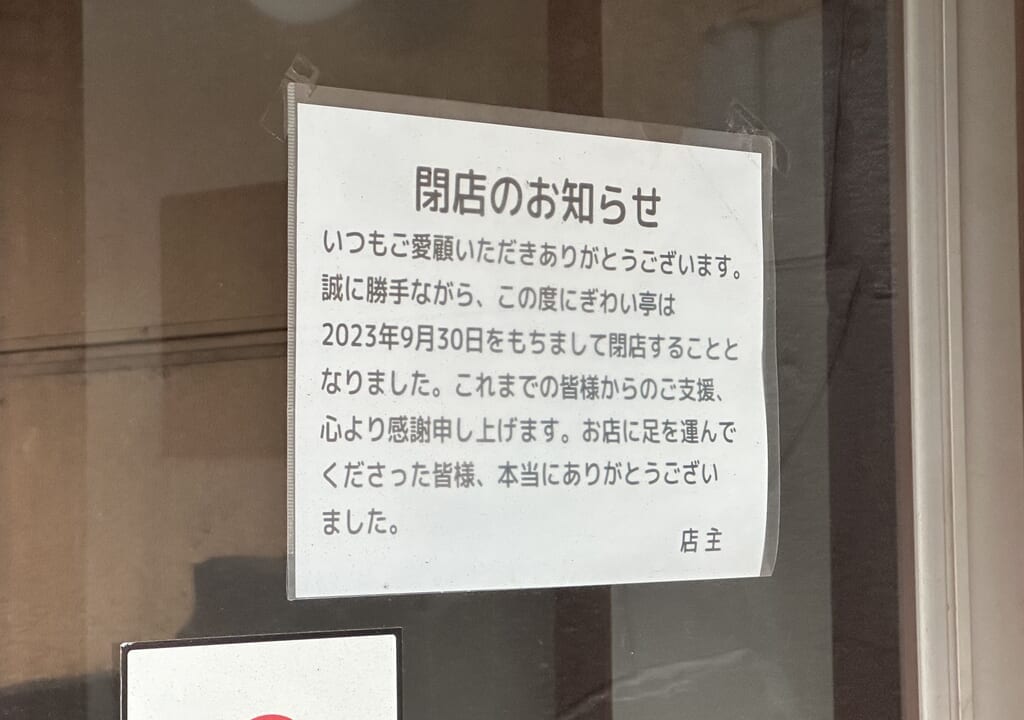 閉店のお知らせ
いつもご愛顧いただきありがとうございます。
誠に勝手ながら、この度にぎわい亭は
2023年9月30日をもちまして閉店することと
なりました。これまでの皆様からのご支援、
心より感謝申し上げます。お店に足を運んで
くださった皆様、本当にありがとうござい
ました。
店主